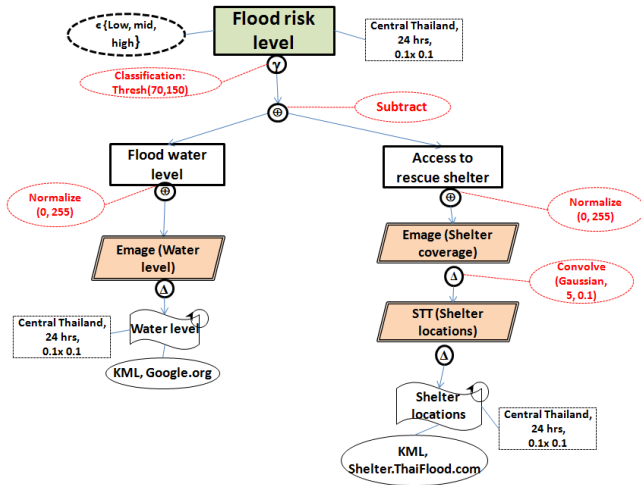 ϵ {Low, mid,
high}
Flood risk
level
Central Thailand,
24 hrs,
0.1x 0.1
γ
Classification:
Thresh(70,150)
⊕
Subtract
Flood water
level
Access to
rescue shelter
⊕
⊕
Normalize
(0, 255)
Normalize
(0, 255)
Emage (Water
level)
Emage (Shelter
coverage)
Δ
Δ
Convolve
(Gaussian,
5, 0.1)
Central Thailand,
24 hrs,
0.1x 0.1
Water level
STT (Shelter
locations)
Δ
KML, Google.org
Shelter
locations
Central Thailand,
24 hrs,
0.1x 0.1
KML,
Shelter.ThaiFlood.com